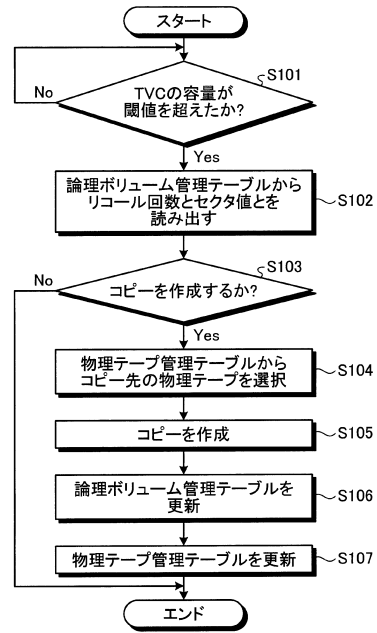 スタート
S101
TVCの容量が
閾値を超えたか?
No
Yes
論理ボリューム管理テーブルから
リコール回数とセクタ値とを
読み出す
S102
S103
No
コピーを作成するか?
Yes
物理テープ管理テーブルから
コピー先の物理テープを選択
S104
コピーを作成
S105
論理ボリューム管理テーブルを
更新
S106
物理テープ管理テーブルを更新
S107
エンド